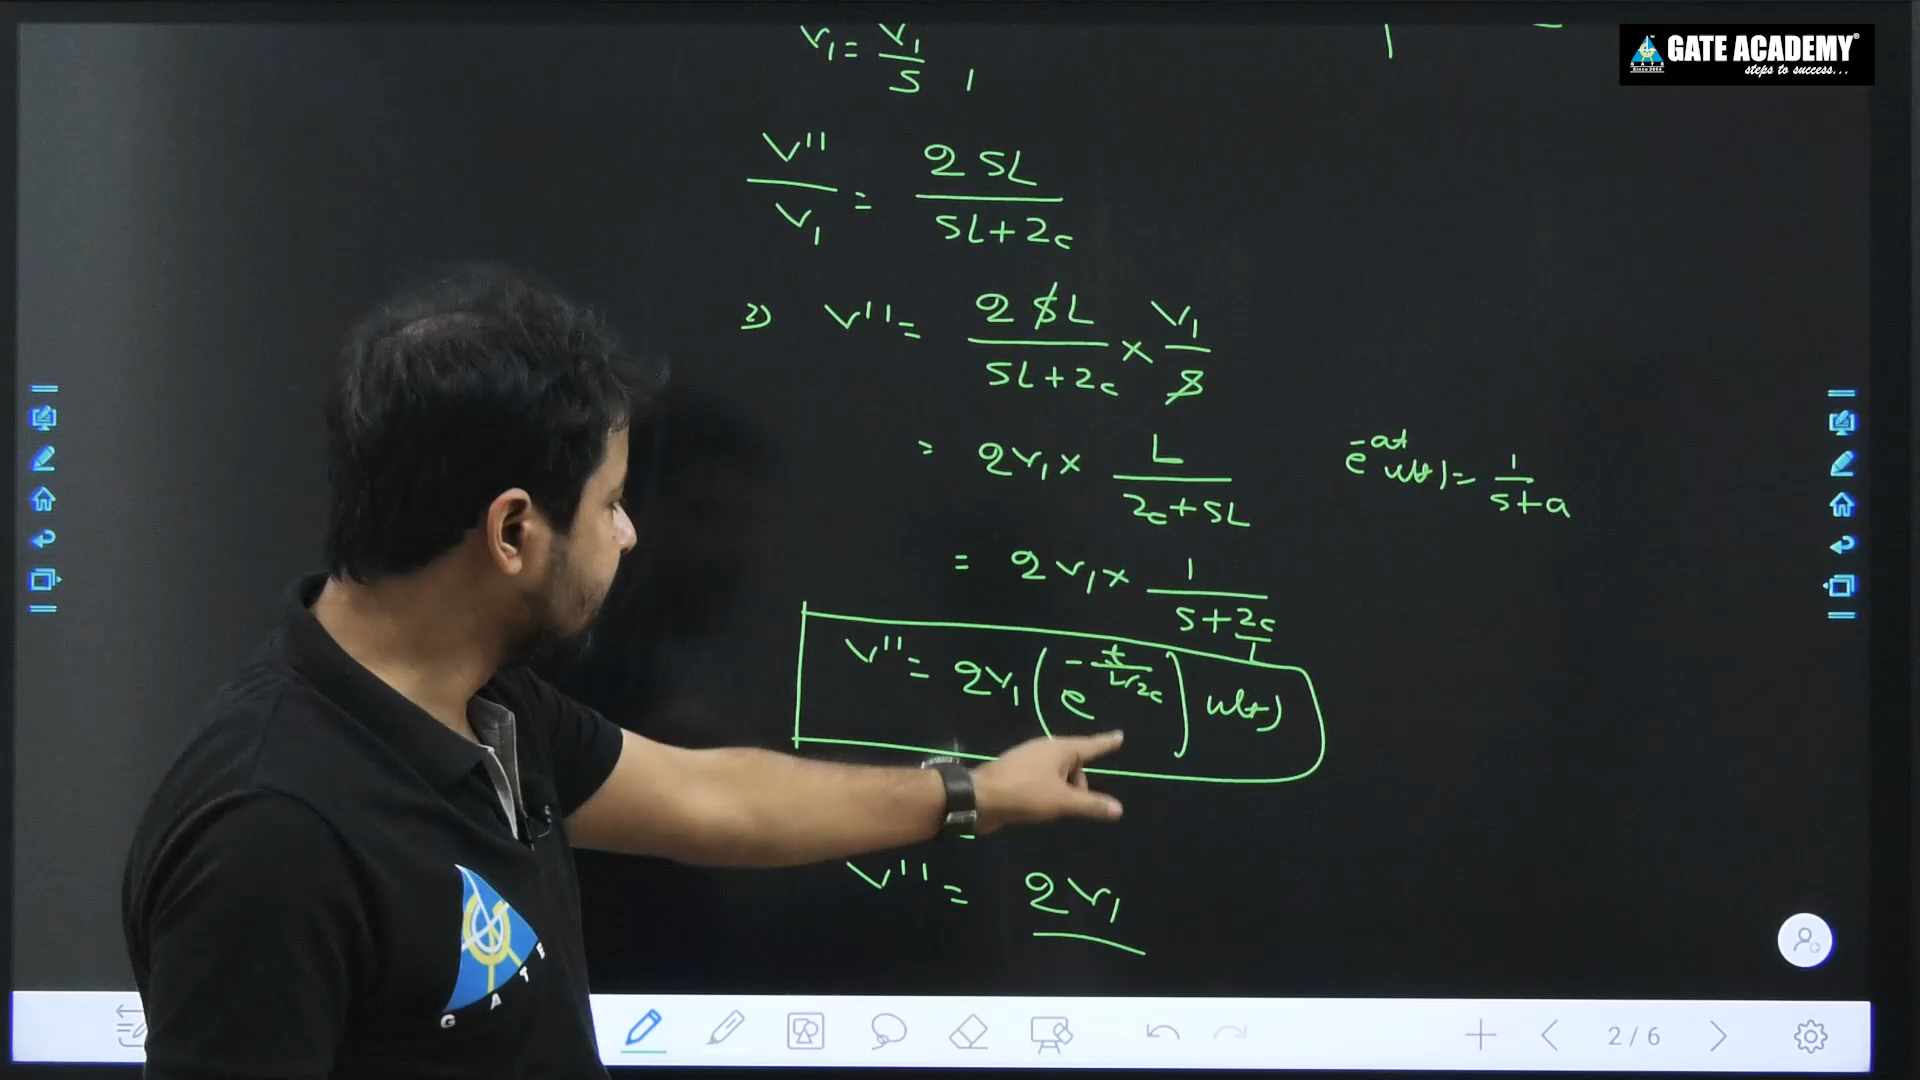 V₁ = V₁/S
GATE ACADEMY
steps to success...
V''/V₁ = 2SL/(SL+2c)
V'' = 2SL/(SL+2c) × V₁/S
= 2V₁ × L/(2c+SL)
e^-at u(t) = 1/(S+a)
= 2V₁ × 1/(S+2c/L)
V'' = 2V₁ (e^(-t/(L/2c))) u(t)
=
V'' = 2V₁
G A T E
2 / 6